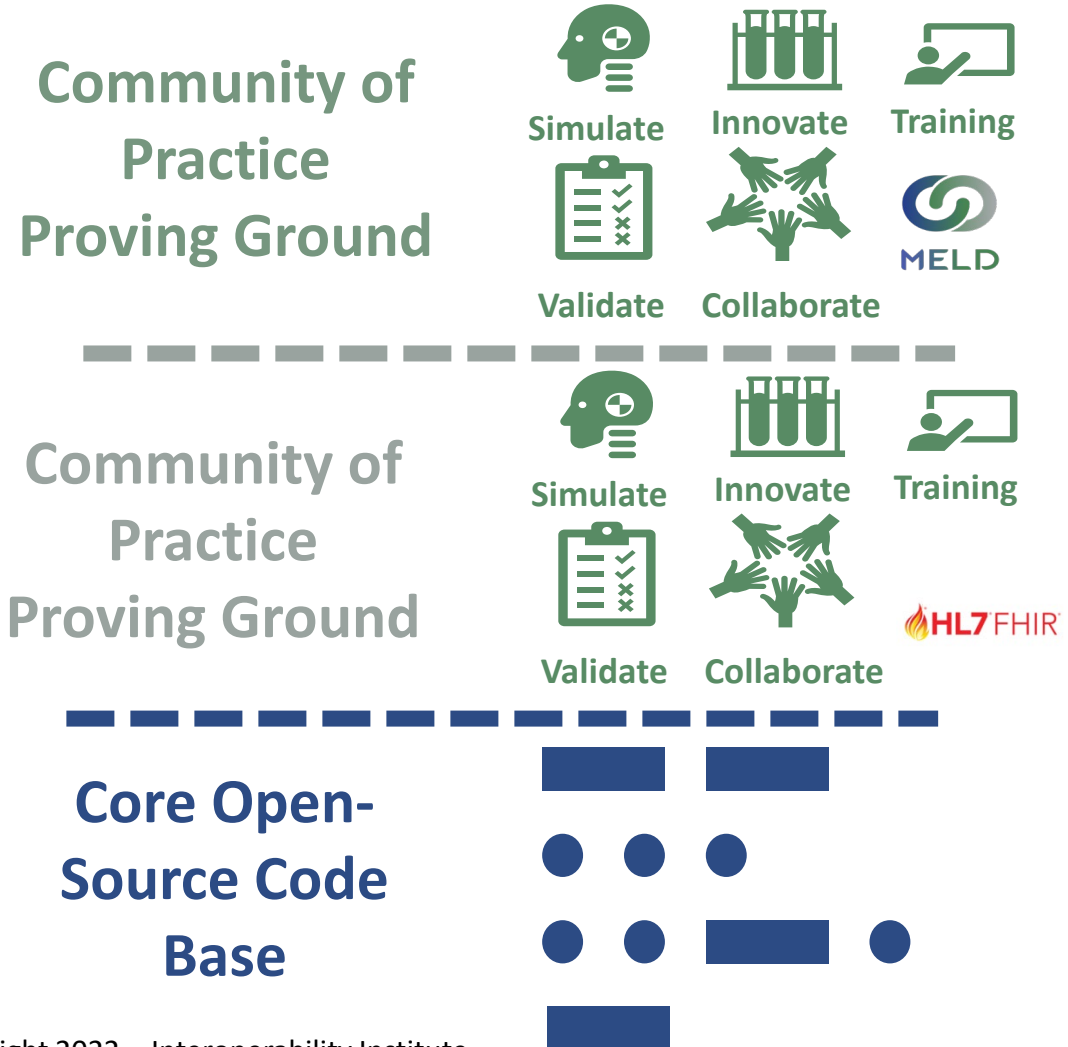 Community of
Practice
Proving Ground
Simulate
Innovate
Training
MELD
Validate
Collaborate
Community of
Practice
Proving Ground
Simulate
Innovate
Training
HL7 FHIR
Validate
Collaborate
Core Open-
Source Code
Base
Interoperability Institute